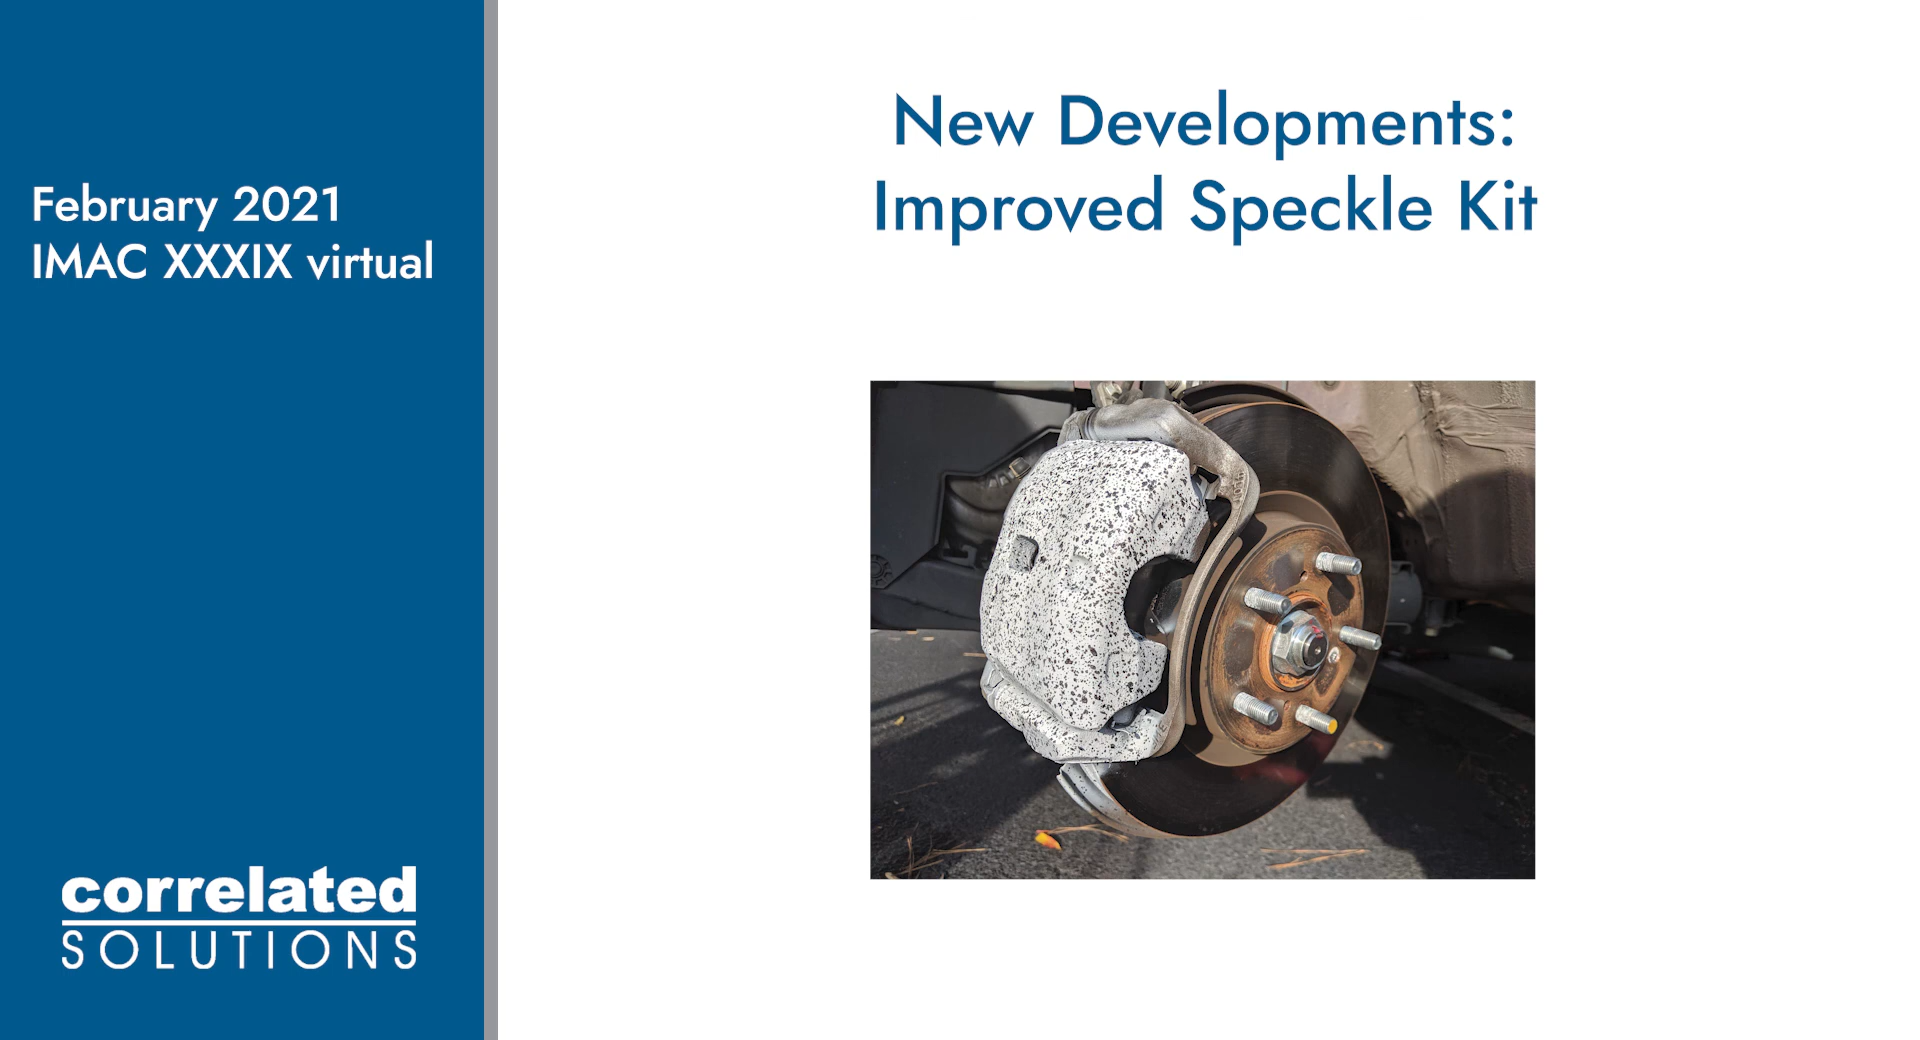 February 2021
IMAC XXXIX virtual
New Developments:
Improved Speckle Kit
correlated
SOLUTIONS